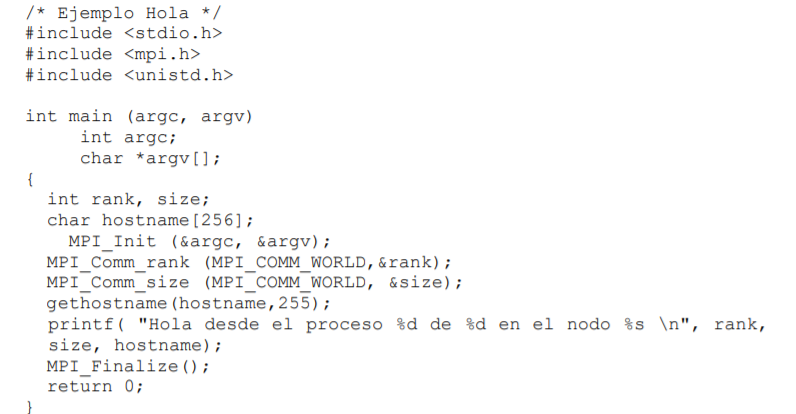 /* Ejemplo Hola */
#include <stdio.h>
#include <mpi.h>
#include <unistd.h>

int main (argc, argv)
     int argc;
     char *argv[];
{
  int rank, size;
  char hostname[256];
    MPI_Init (&argc, &argv);
  MPI_Comm_rank (MPI_COMM_WORLD,&rank);
  MPI_Comm_size (MPI_COMM_WORLD, &size);
  gethostname(hostname,255);
  printf( "Hola desde el proceso %d de %d en el nodo %s \n", rank,
  size, hostname);
  MPI_Finalize();
  return 0;
}